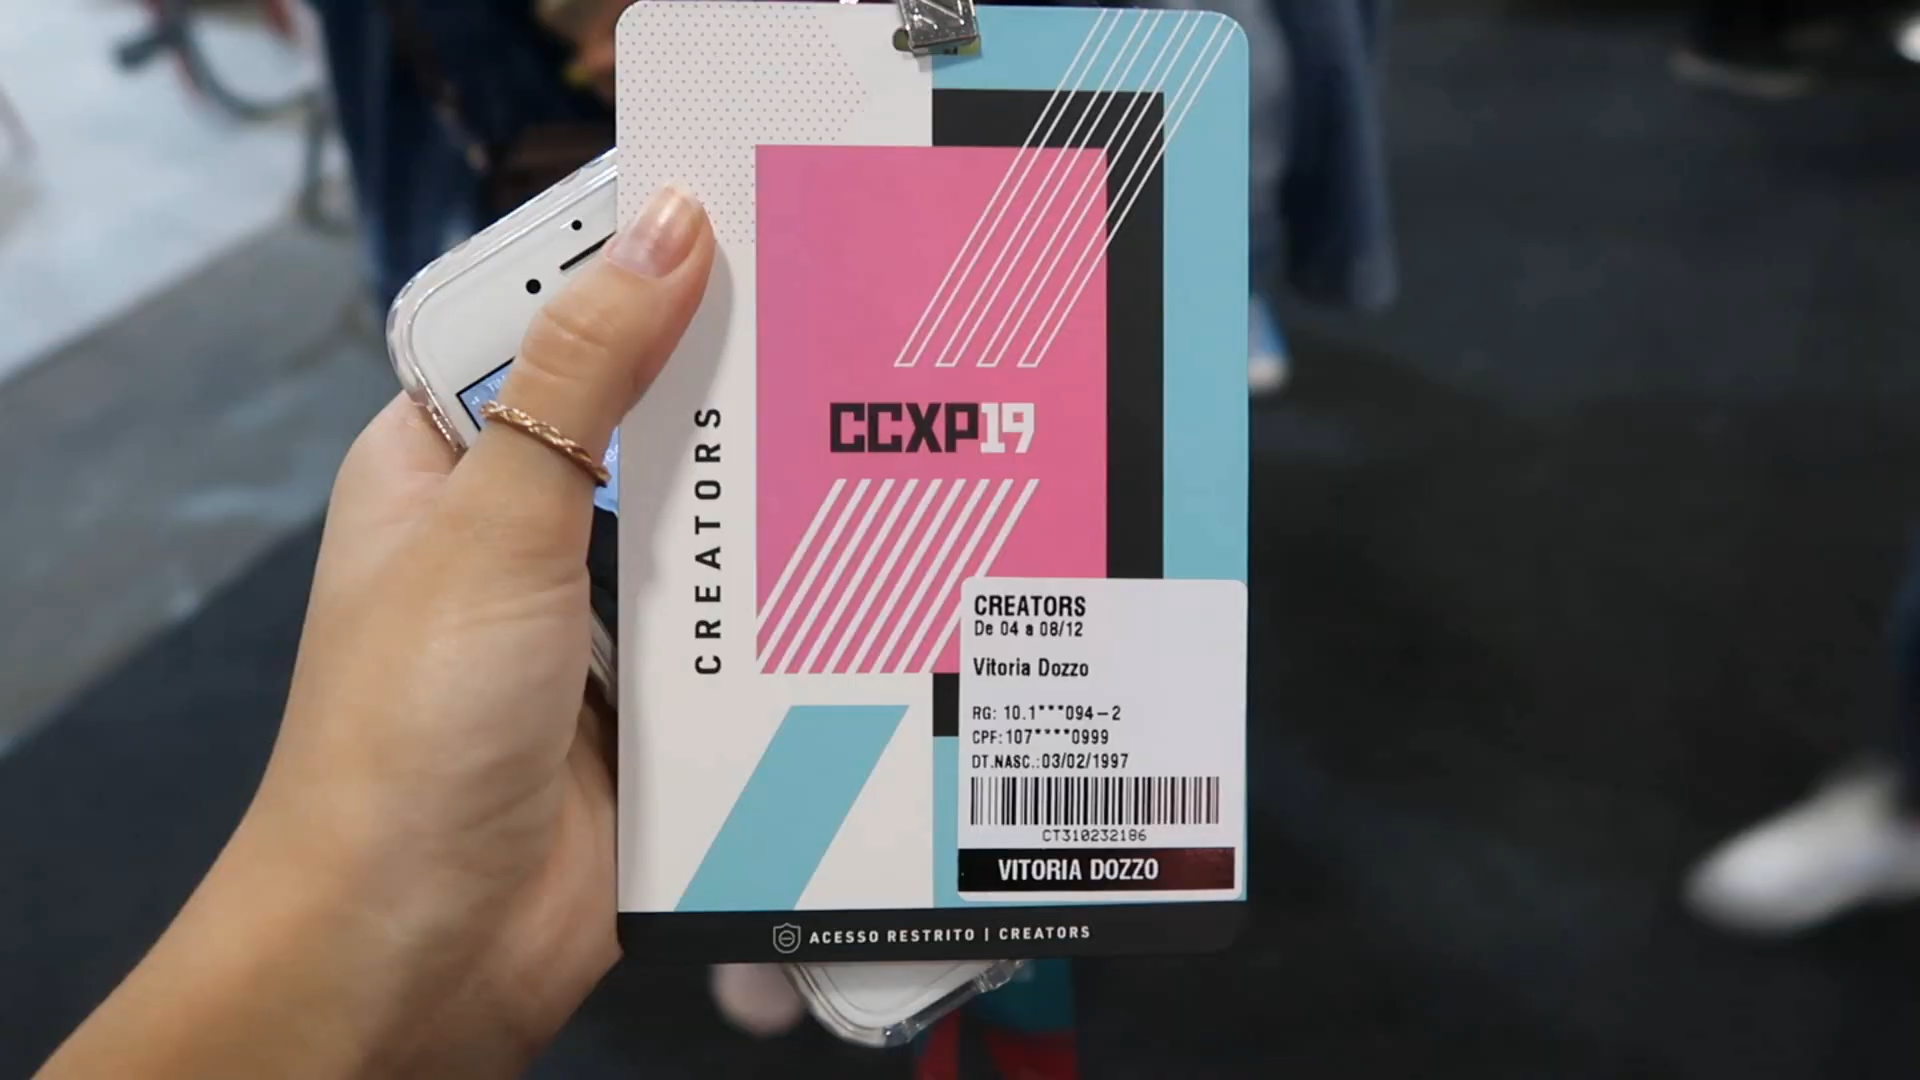 CCXP19
CREATORS
CREATORS
De 04 a 08/12
Vitoria Dozzo
RG: 10.1***094-2
CPF:107****0999
DT.NASC.:03/02/1997
CT310232186
VITORIA DOZZO
ACESSO RESTRITO | CREATORS